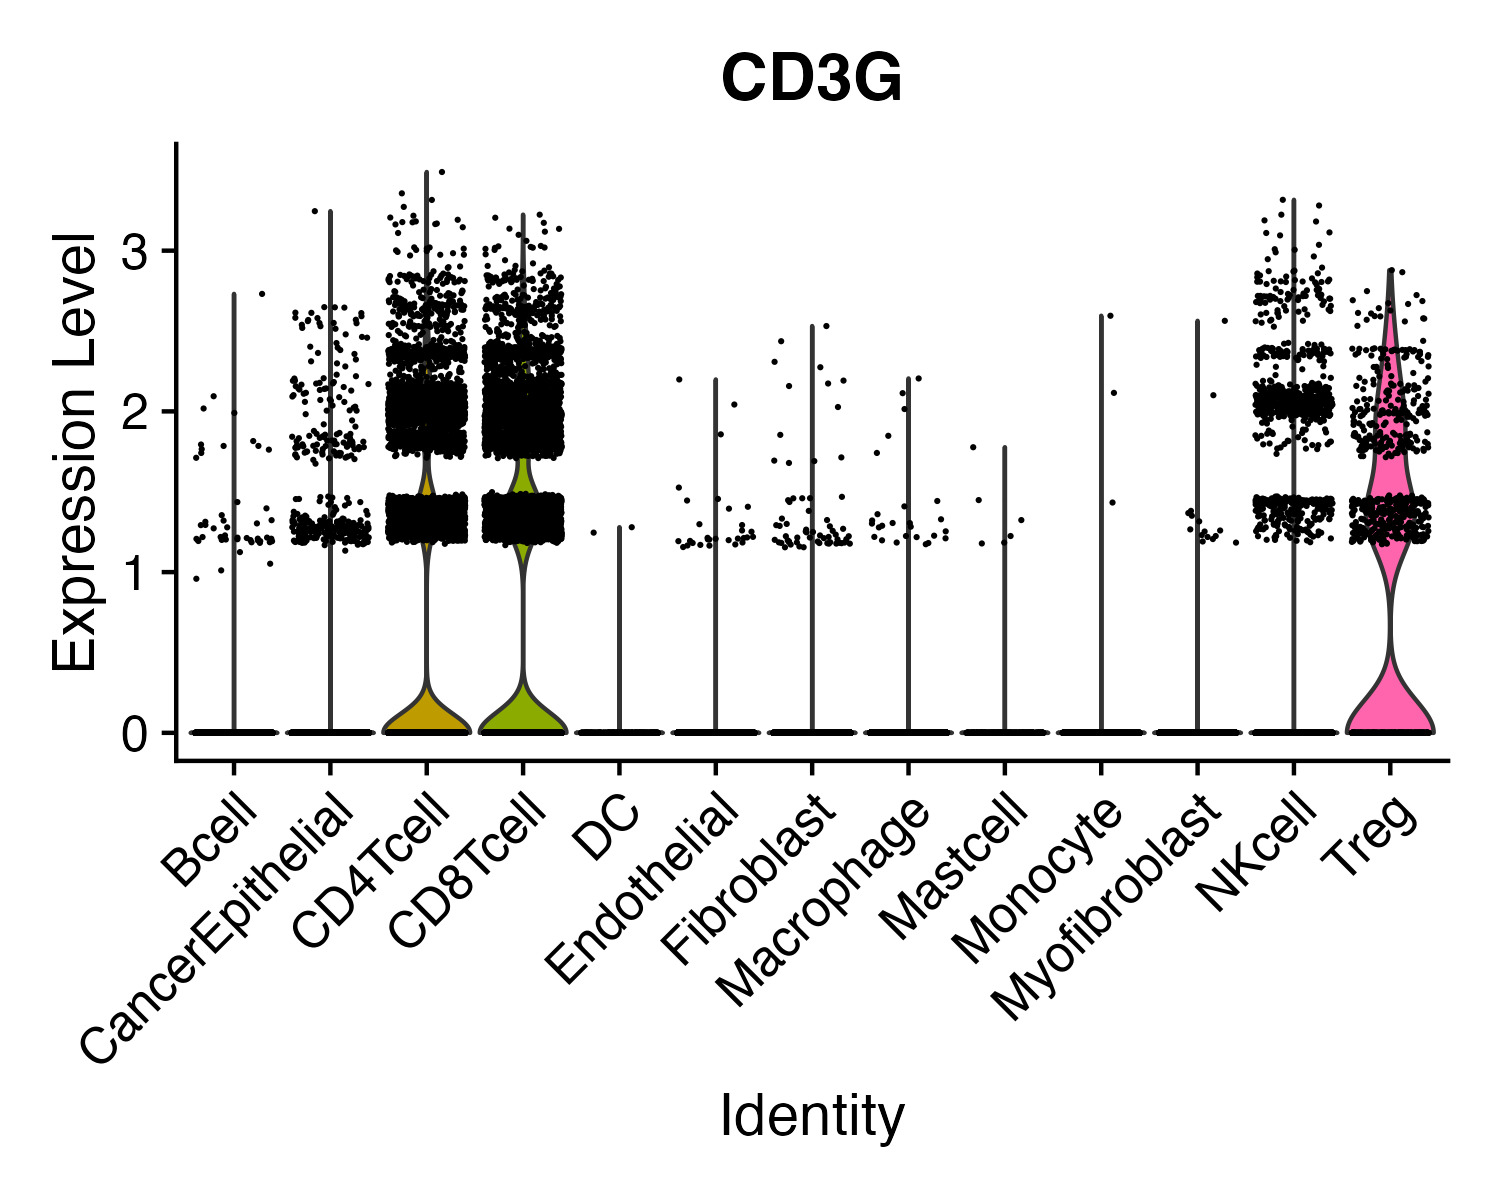 CD3G
Expression Level
3
2
1
0
Bcell
CancerEpithelial
CD4Tcell
CD8Tcell
DC
Endothelial
Fibroblast
Macrophage
Mastcell
Monocyte
Myofibroblast
NKcell
Treg
Identity